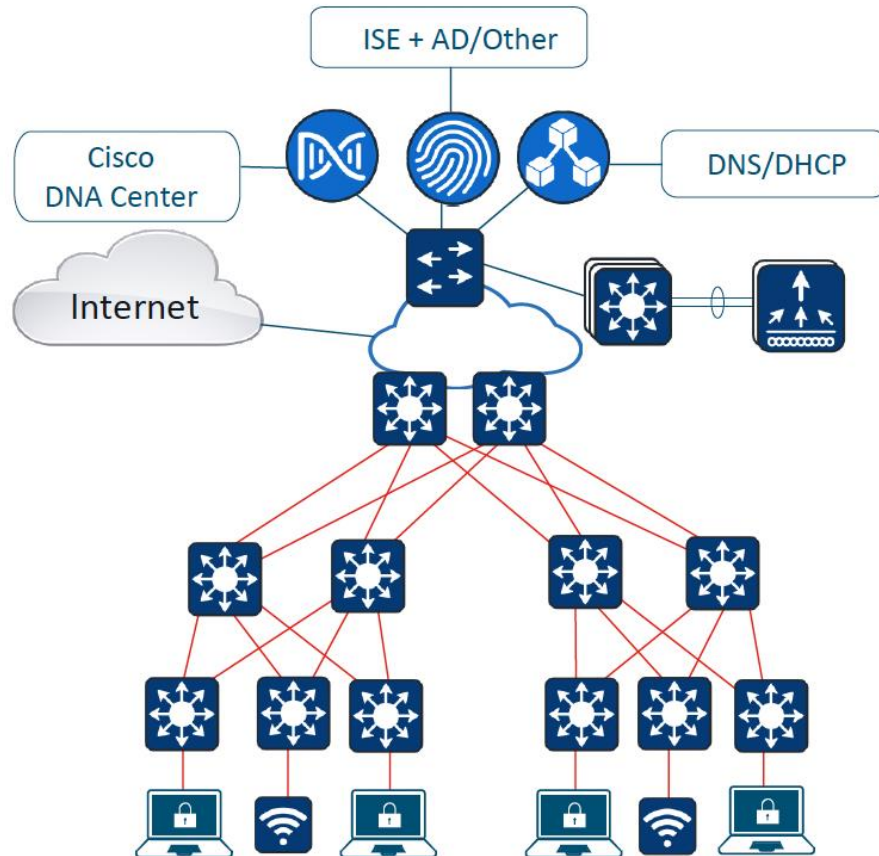 ISE + AD/Other
Cisco
DNA Center
DNS/DHCP
Internet